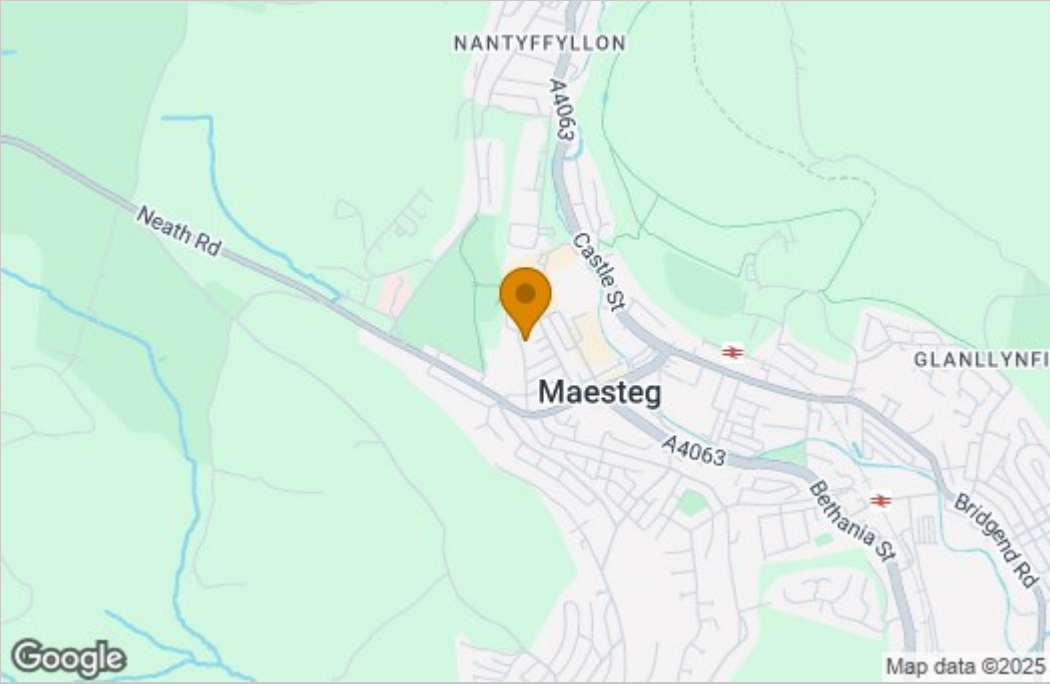 NANTYFFYLLON
A4063
Neath Rd
Castle St
GLANLLYNFI
Maesteg
A4063
Bethania St
Bridgend Rd
Google
Map data ©2025